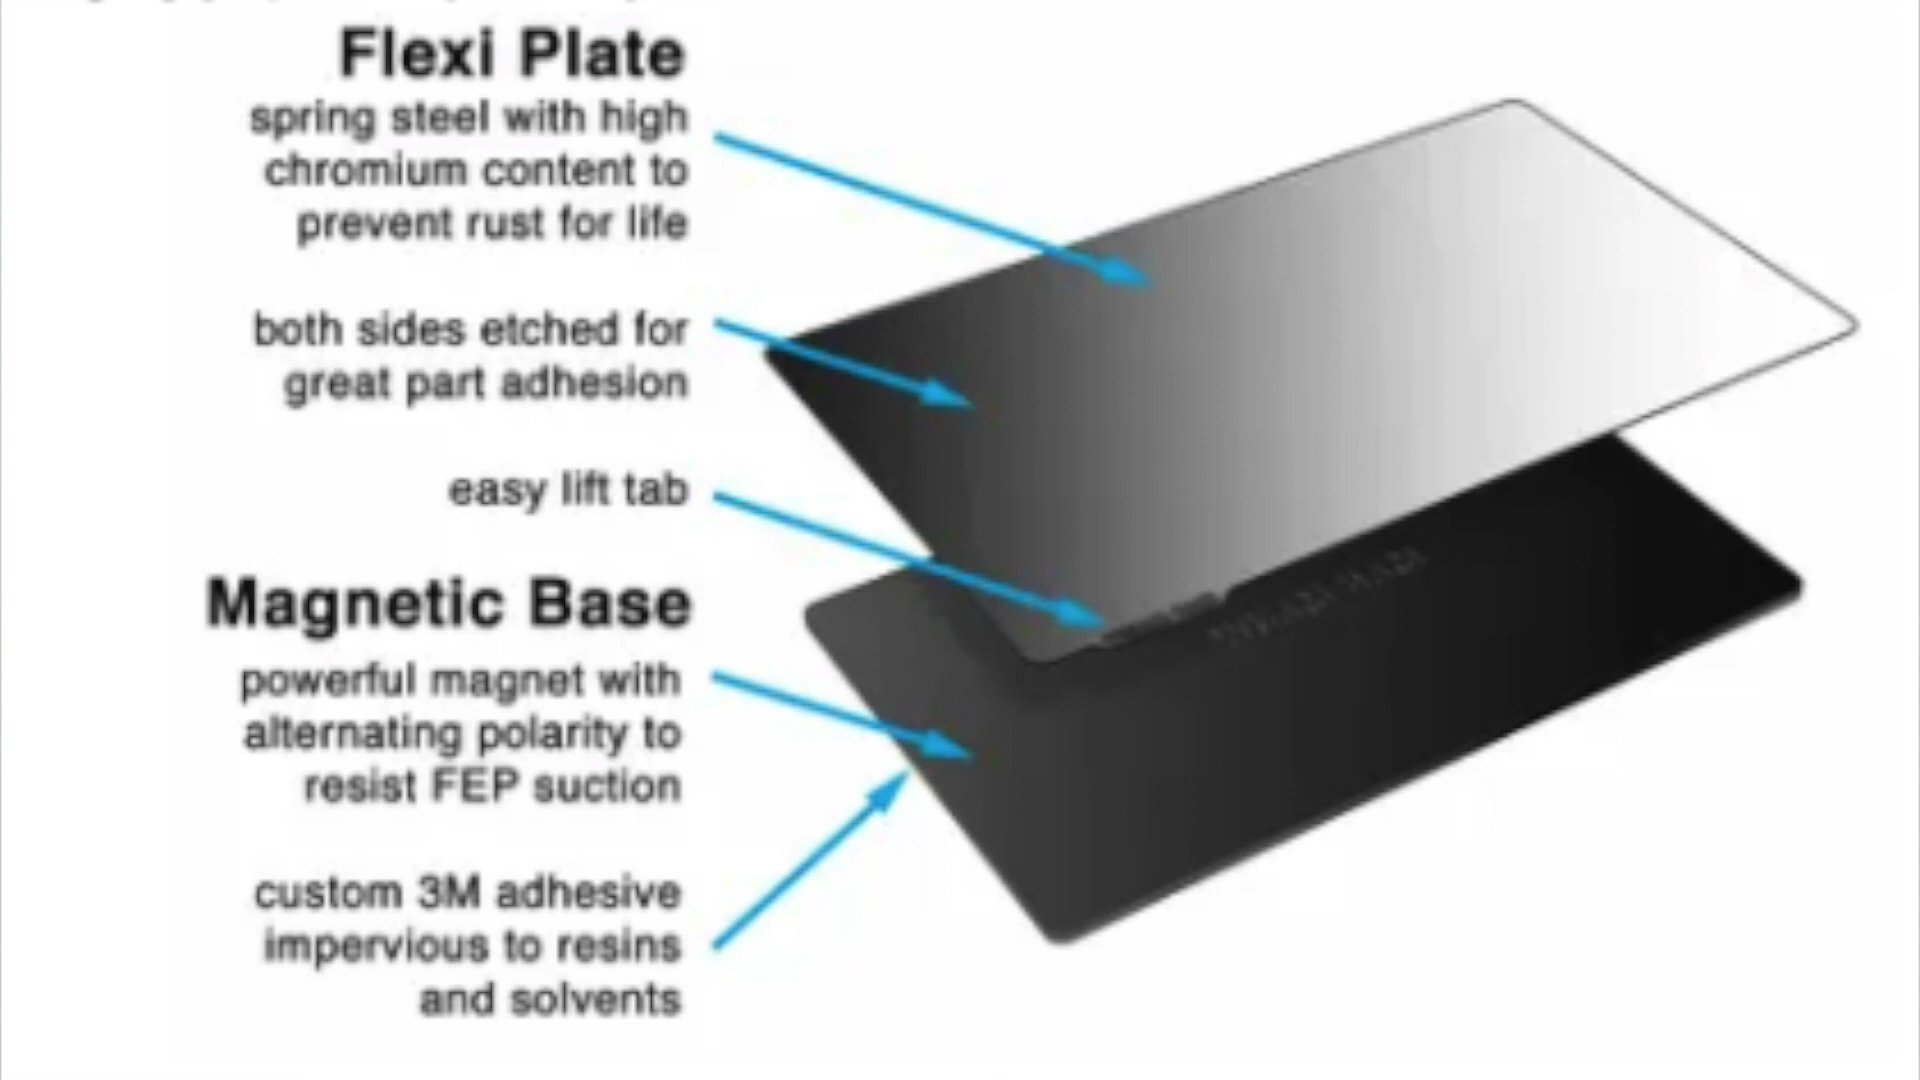 Flexi Plate
spring steel with high
chromium content to
prevent rust for life
both sides etched for
great part adhesion
easy lift tab
Magnetic Base
powerful magnet with
alternating polarity to
resist FEP suction
custom 3M adhesive
impervious to resins
and solvents